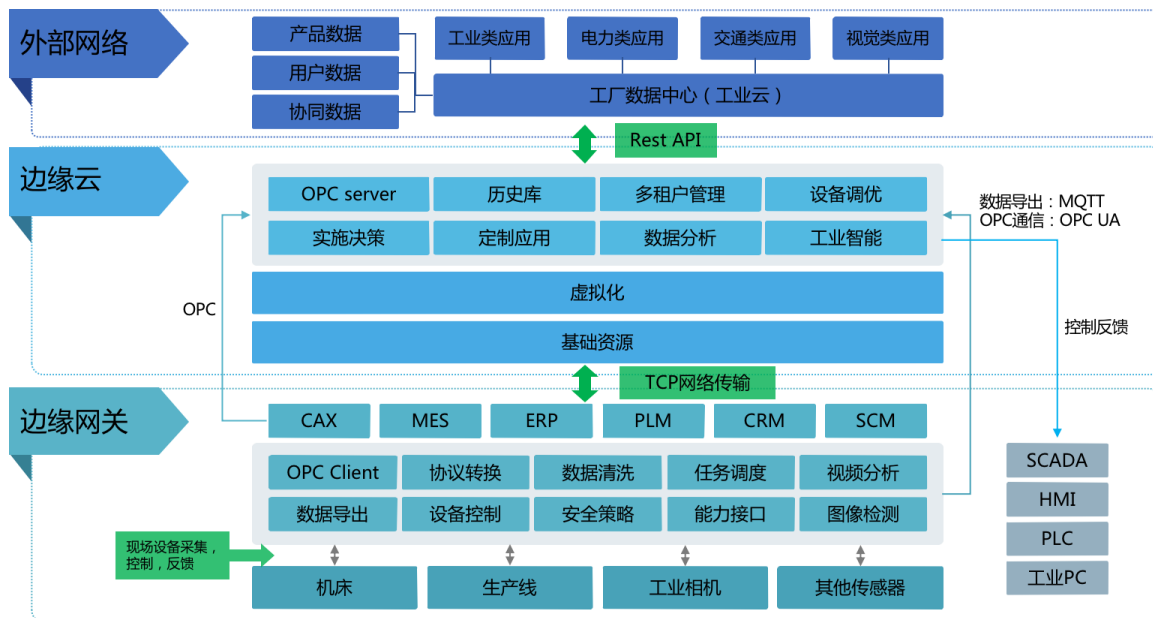 外部网络
产品数据
用户数据
协同数据
工业类应用
电力类应用
交通类应用
视觉类应用
工厂数据中心（工业云）
Rest API
边缘云
OPC server
历史库
多租户管理
设备调优
实施决策
定制应用
数据分析
工业智能
数据导出：MQTT
OPC通信：OPC UA
虚拟化
OPC
控制反馈
基础资源
TCP网络传输
边缘网关
CAX
MES
ERP
PLM
CRM
SCM
OPC Client
协议转换
数据清洗
任务调度
视频分析
数据导出
设备控制
安全策略
能力接口
图像检测
SCADA
HMI
PLC
工业PC
现场设备采集，
控制，反馈
机床
生产线
工业相机
其他传感器